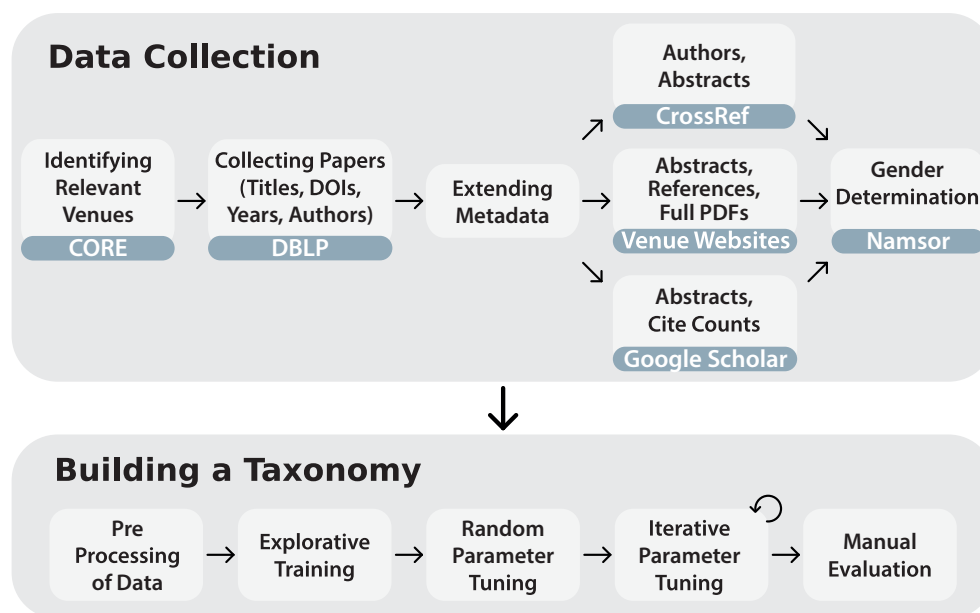 Data Collection
Identifying
Relevant
Venues
CORE
Collecting Papers
(Titles, DOIs,
Years, Authors)
DBLP
Extending
Metadata
Authors,
Abstracts
CrossRef
Abstracts,
References,
Full PDFs
Venue Websites
Abstracts,
Cite Counts
Google Scholar
Gender
Determination
Namsor
Building a Taxonomy
Pre
Processing
of Data
Explorative
Training
Random
Parameter
Tuning
Iterative
Parameter
Tuning
Manual
Evaluation